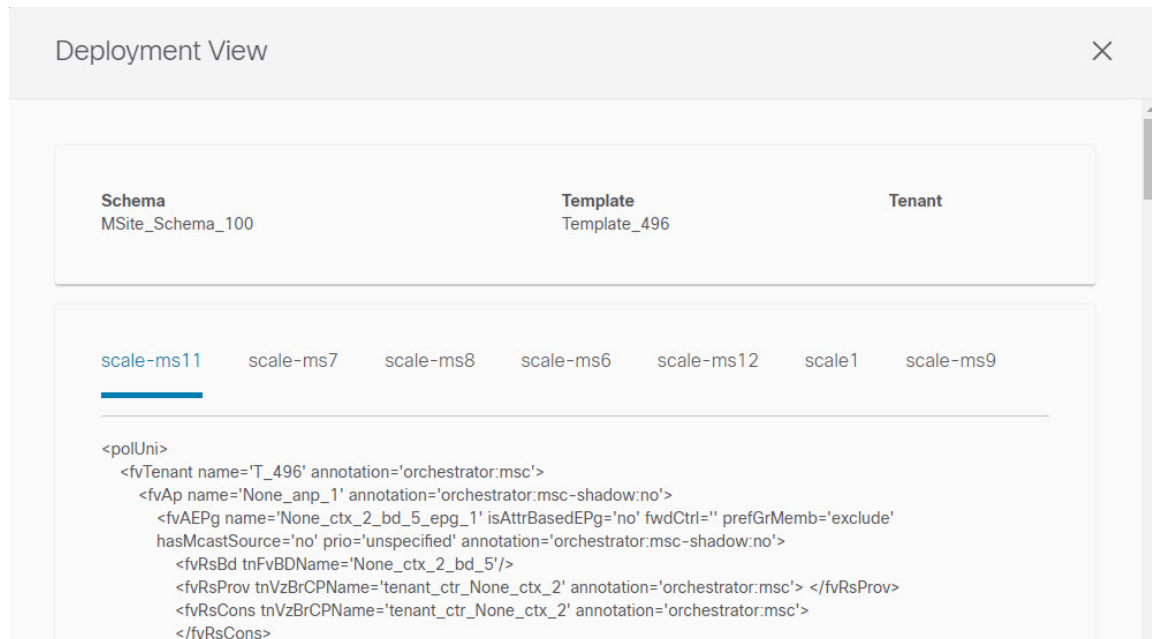 Deployment View
Schema Template Tenant
MSite_Schema_100 Template_496
scale-ms11 scale-ms7 scale-ms8 scale-ms6 scale-ms12 scale1 scale-ms9
<polUni>
<fvTenant name='T_496' annotation='orchestrator:msc'>
<fvAp name='None_anp_1' annotation='orchestrator:msc-shadow:no'>
<fvAEPg name='None_ctx_2_bd_5_epg_1' isAttrBasedEPg='no' fwdCtrl='' prefGrMemb='exclude'
hasMcastSource='no' prio='unspecified' annotation='orchestrator:msc-shadow:no'>
<fvRsBd tnFvBDName='None_ctx_2_bd_5'/>
<fvRsProv tnVzBrCPName='tenant_ctr_None_ctx_2' annotation='orchestrator:msc'> </fvRsProv>
<fvRsCons tnVzBrCPName='tenant_ctr_None_ctx_2' annotation='orchestrator:msc'>
</fvRsCons>